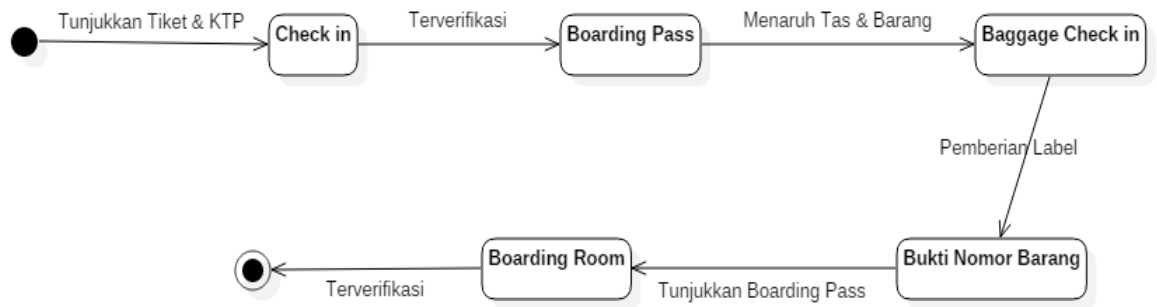 Tunjukkan Tiket & KTP
Check in
Terverifikasi
Boarding Pass
Menaruh Tas & Barang
Baggage Check in
Pemberian Label
Bukti Nomor Barang
Tunjukkan Boarding Pass
Boarding Room
Terverifikasi